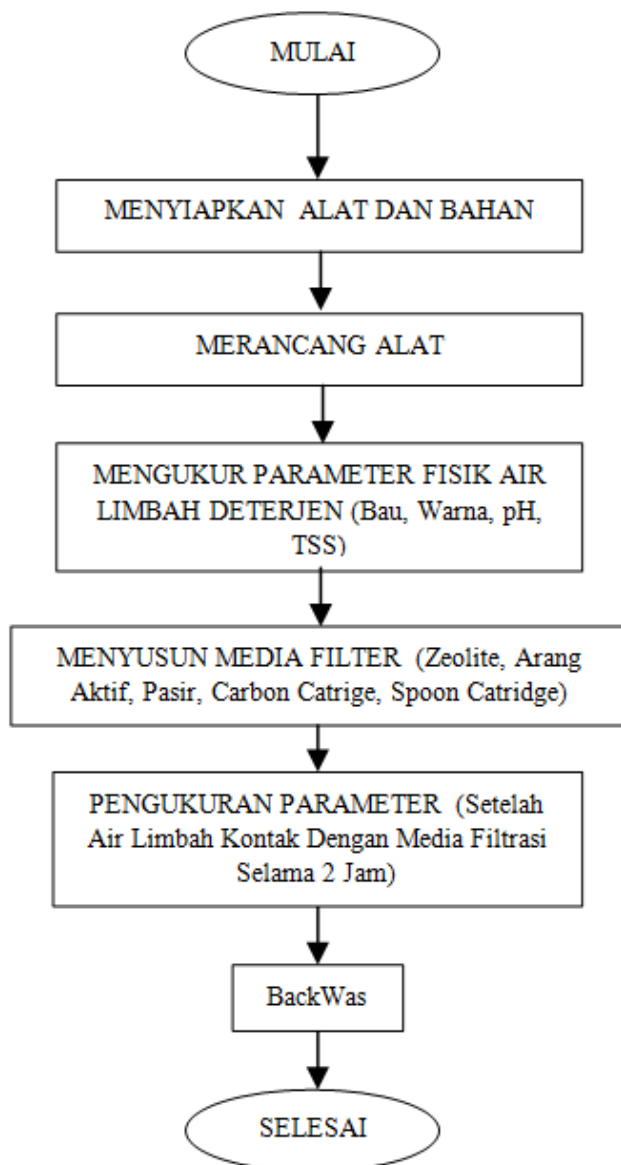 MULAI
MENYIAPKAN ALAT DAN BAHAN
MERANCANG ALAT
MENGUKUR PARAMETER FISIK AIR
LIMBAH DETERJEN (Bau, Warna, pH,
TSS)
MENYUSUN MEDIA FILTER (Zeolite, Arang
Aktif, Pasir, Carbon Catrige, Spoon Catridge)
PENGUKURAN PARAMETER (Setelah
Air Limbah Kontak Dengan Media Filtrasi
Selama 2 Jam)
BackWas
SELESAI